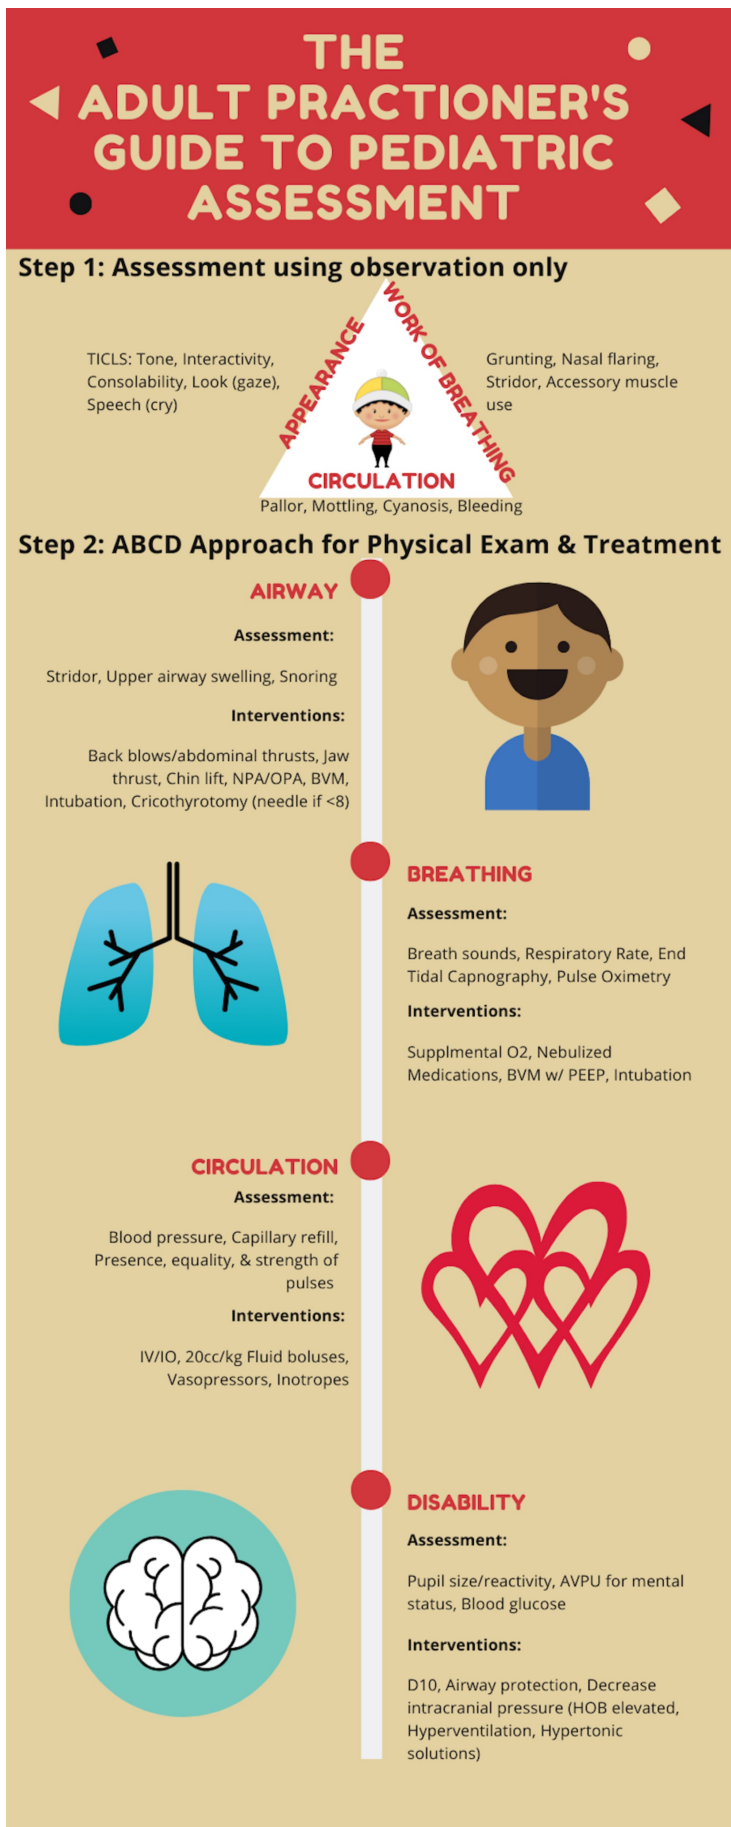 THE
ADULT PRACTIONER'S
GUIDE TO PEDIATRIC
ASSESSMENT
Step 1: Assessment using observation only
TICLS: Tone, Interactivity,
Consolability, Look (gaze),
Speech (cry)
APPEARANCE
WORK OF BREATHING
Grunting, Nasal flaring,
Stridor, Accessory muscle
use
CIRCULATION
Pallor, Mottling, Cyanosis, Bleeding
Step 2: ABCD Approach for Physical Exam & Treatment
AIRWAY
Assessment:
Stridor, Upper airway swelling, Snoring
Interventions:
Back blows/abdominal thrusts, Jaw
thrust, Chin lift, NPA/OPA, BVM,
Intubation, Cricothyrotomy (needle if <8)
BREATHING
Assessment:
Breath sounds, Respiratory Rate, End
Tidal Capnography, Pulse Oximetry
Interventions:
Supplmental O2, Nebulized
Medications, BVM w/ PEEP, Intubation
CIRCULATION
Assessment:
Blood pressure, Capillary refill,
Presence, equality, & strength of
pulses
Interventions:
IV/IO, 20cc/kg Fluid boluses,
Vasopressors, Inotropes
DISABILITY
Assessment:
Pupil size/reactivity, AVPU for mental
status, Blood glucose
Interventions:
D10, Airway protection, Decrease
intracranial pressure (HOB elevated,
Hyperventilation, Hypertonic
solutions)